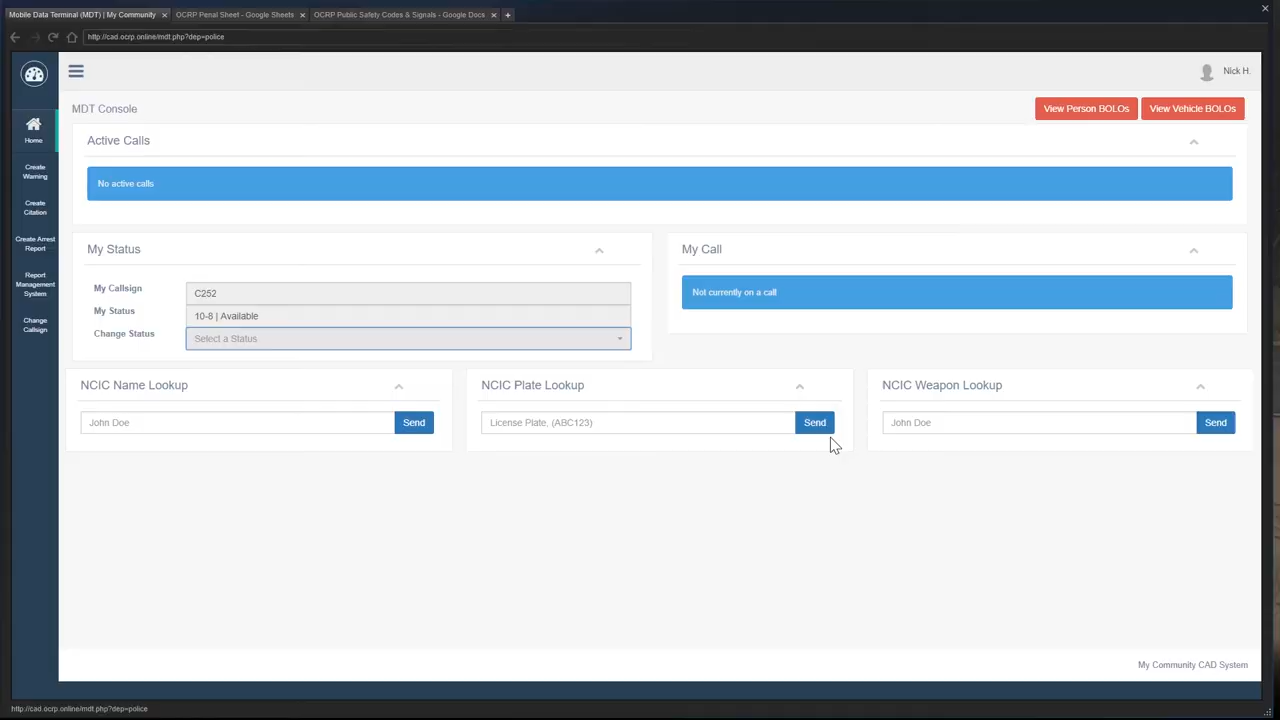 Mobile Data Terminal (MDT) | My Community
OCRP Penal Sheet - Google Sheets
OCRP Public Safety Codes & Signals - Google Docs
http://cad.ocrp.online/mdt.php?dep=police
Nick H.
MDT Console
View Person BOLOs
View Vehicle BOLOs
Home
Create
Warning
Create
Citation
Create Arrest
Report
Report
Management
System
Change
Callsign
Active Calls
No active calls
My Status
My Callsign
C252
My Status
10-8 | Available
Change Status
Select a Status
My Call
Not currently on a call
NCIC Name Lookup
John Doe
Send
NCIC Plate Lookup
License Plate, (ABC123)
Send
NCIC Weapon Lookup
John Doe
Send
My Community CAD System
http://cad.ocrp.online/mdt.php?dep=police